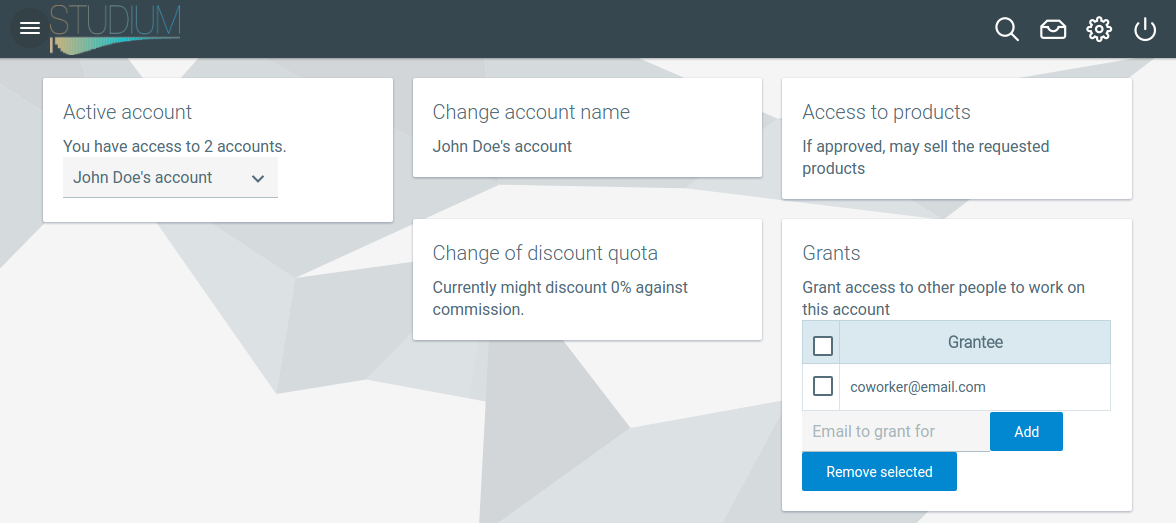 STUDIUM
Active account
You have access to 2 accounts.
John Doe's account
Change account name
John Doe's account
Access to products
If approved, may sell the requested
products
Change of discount quota
Currently might discount 0% against
commission.
Grants
Grant access to other people to work on
this account
Grantee
coworker@email.com
Email to grant for
Add
Remove selected